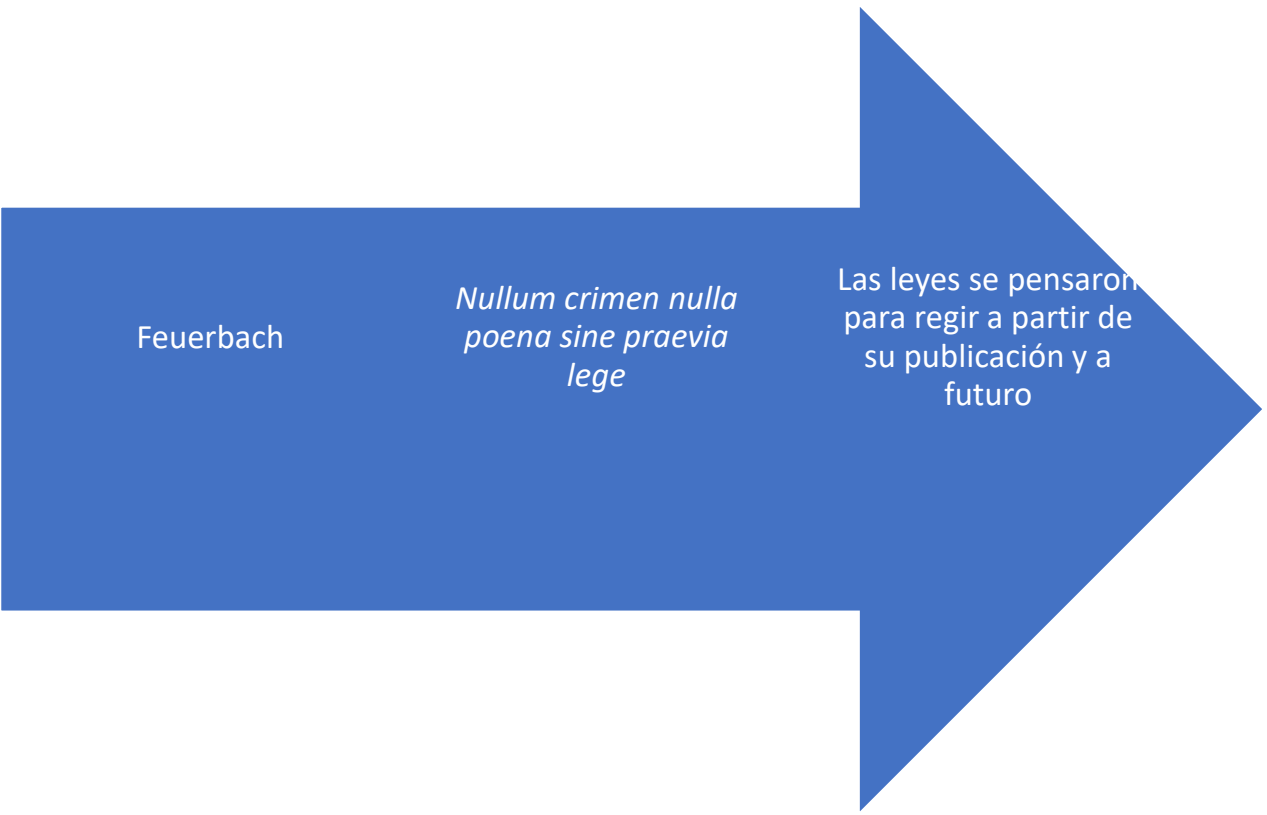 Feuerbach
Nullum crimen nulla
poena sine praevia
lege
Las leyes se pensaron
para regir a partir de
su publicación y a
futuro